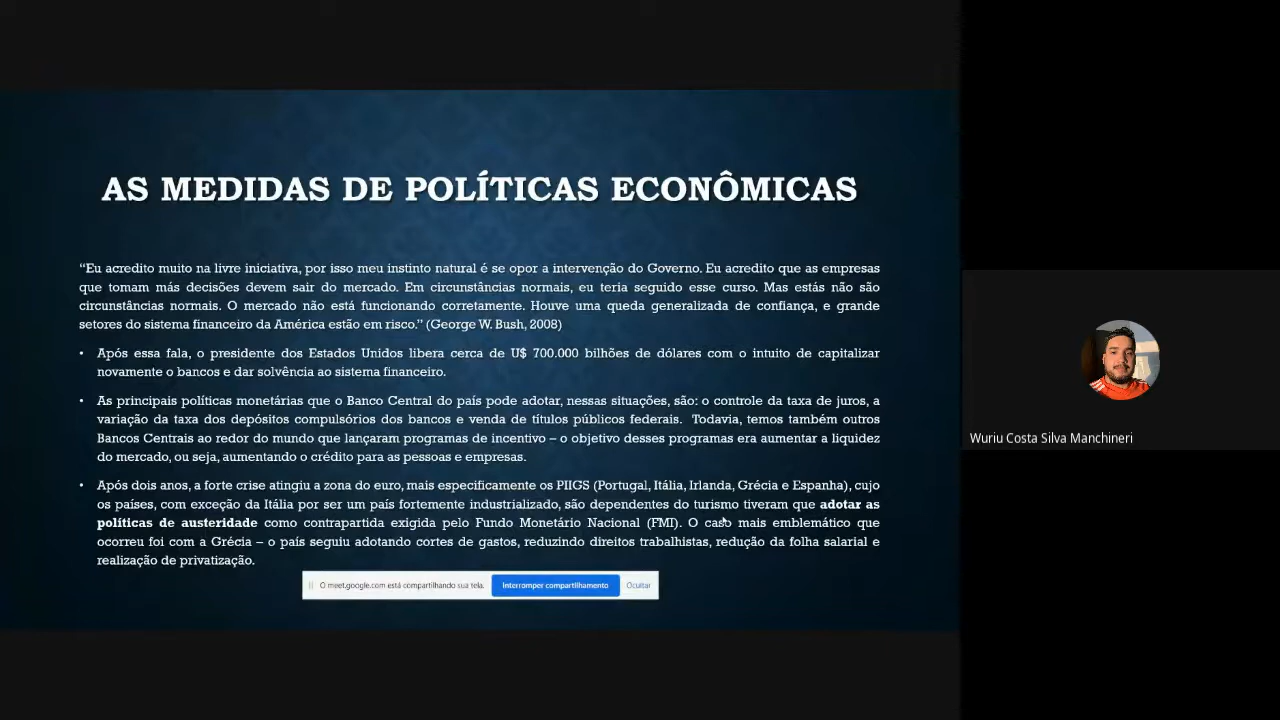 AS MEDIDAS DE POLÍTICAS ECONÔMICAS
“Eu acredito muito na livre iniciativa, por isso meu instinto natural é se opor a intervenção do Governo. Eu acredito que as empresas
que tomam más decisões devem sair do mercado. Em circunstâncias normais, eu teria seguido esse curso. Mas estás não são
circunstâncias normais. O mercado não está funcionando corretamente. Houve uma queda generalizada de confiança, e grande
setores do sistema financeiro da América estão em risco.” (George W. Bush, 2008)
• Após essa fala, o presidente dos Estados Unidos libera cerca de U$ 700.000 bilhões de dólares com o intuito de capitalizar
novamente o bancos e dar solvência ao sistema financeiro.
• As principais políticas monetárias que o Banco Central do país pode adotar, nessas situações, são: o controle da taxa de juros, a
variação da taxa dos depósitos compulsórios dos bancos e venda de títulos públicos federais. Todavia, temos também outros
Bancos Centrais ao redor do mundo que lançaram programas de incentivo – o objetivo desses programas era aumentar a liquidez
do mercado, ou seja, aumentando o crédito para as pessoas e empresas.
• Após dois anos, a forte crise atingiu a zona do euro, mais especificamente os PIIGS (Portugal, Itália, Irlanda, Grécia e Espanha), cujo
os países, com exceção da Itália por ser um país fortemente industrializado, são dependentes do turismo tiveram que adotar as
políticas de austeridade como contrapartida exigida pelo Fundo Monetário Nacional (FMI). O caso mais emblemático que
ocorreu foi com a Grécia – o país seguiu adotando cortes de gastos, reduzindo direitos trabalhistas, redução da folha salarial e
realização de privatização.
O meet.google.com está compartilhando sua tela. Interromper compartilhamento Ocultar
Wuriu Costa Silva Manchineri